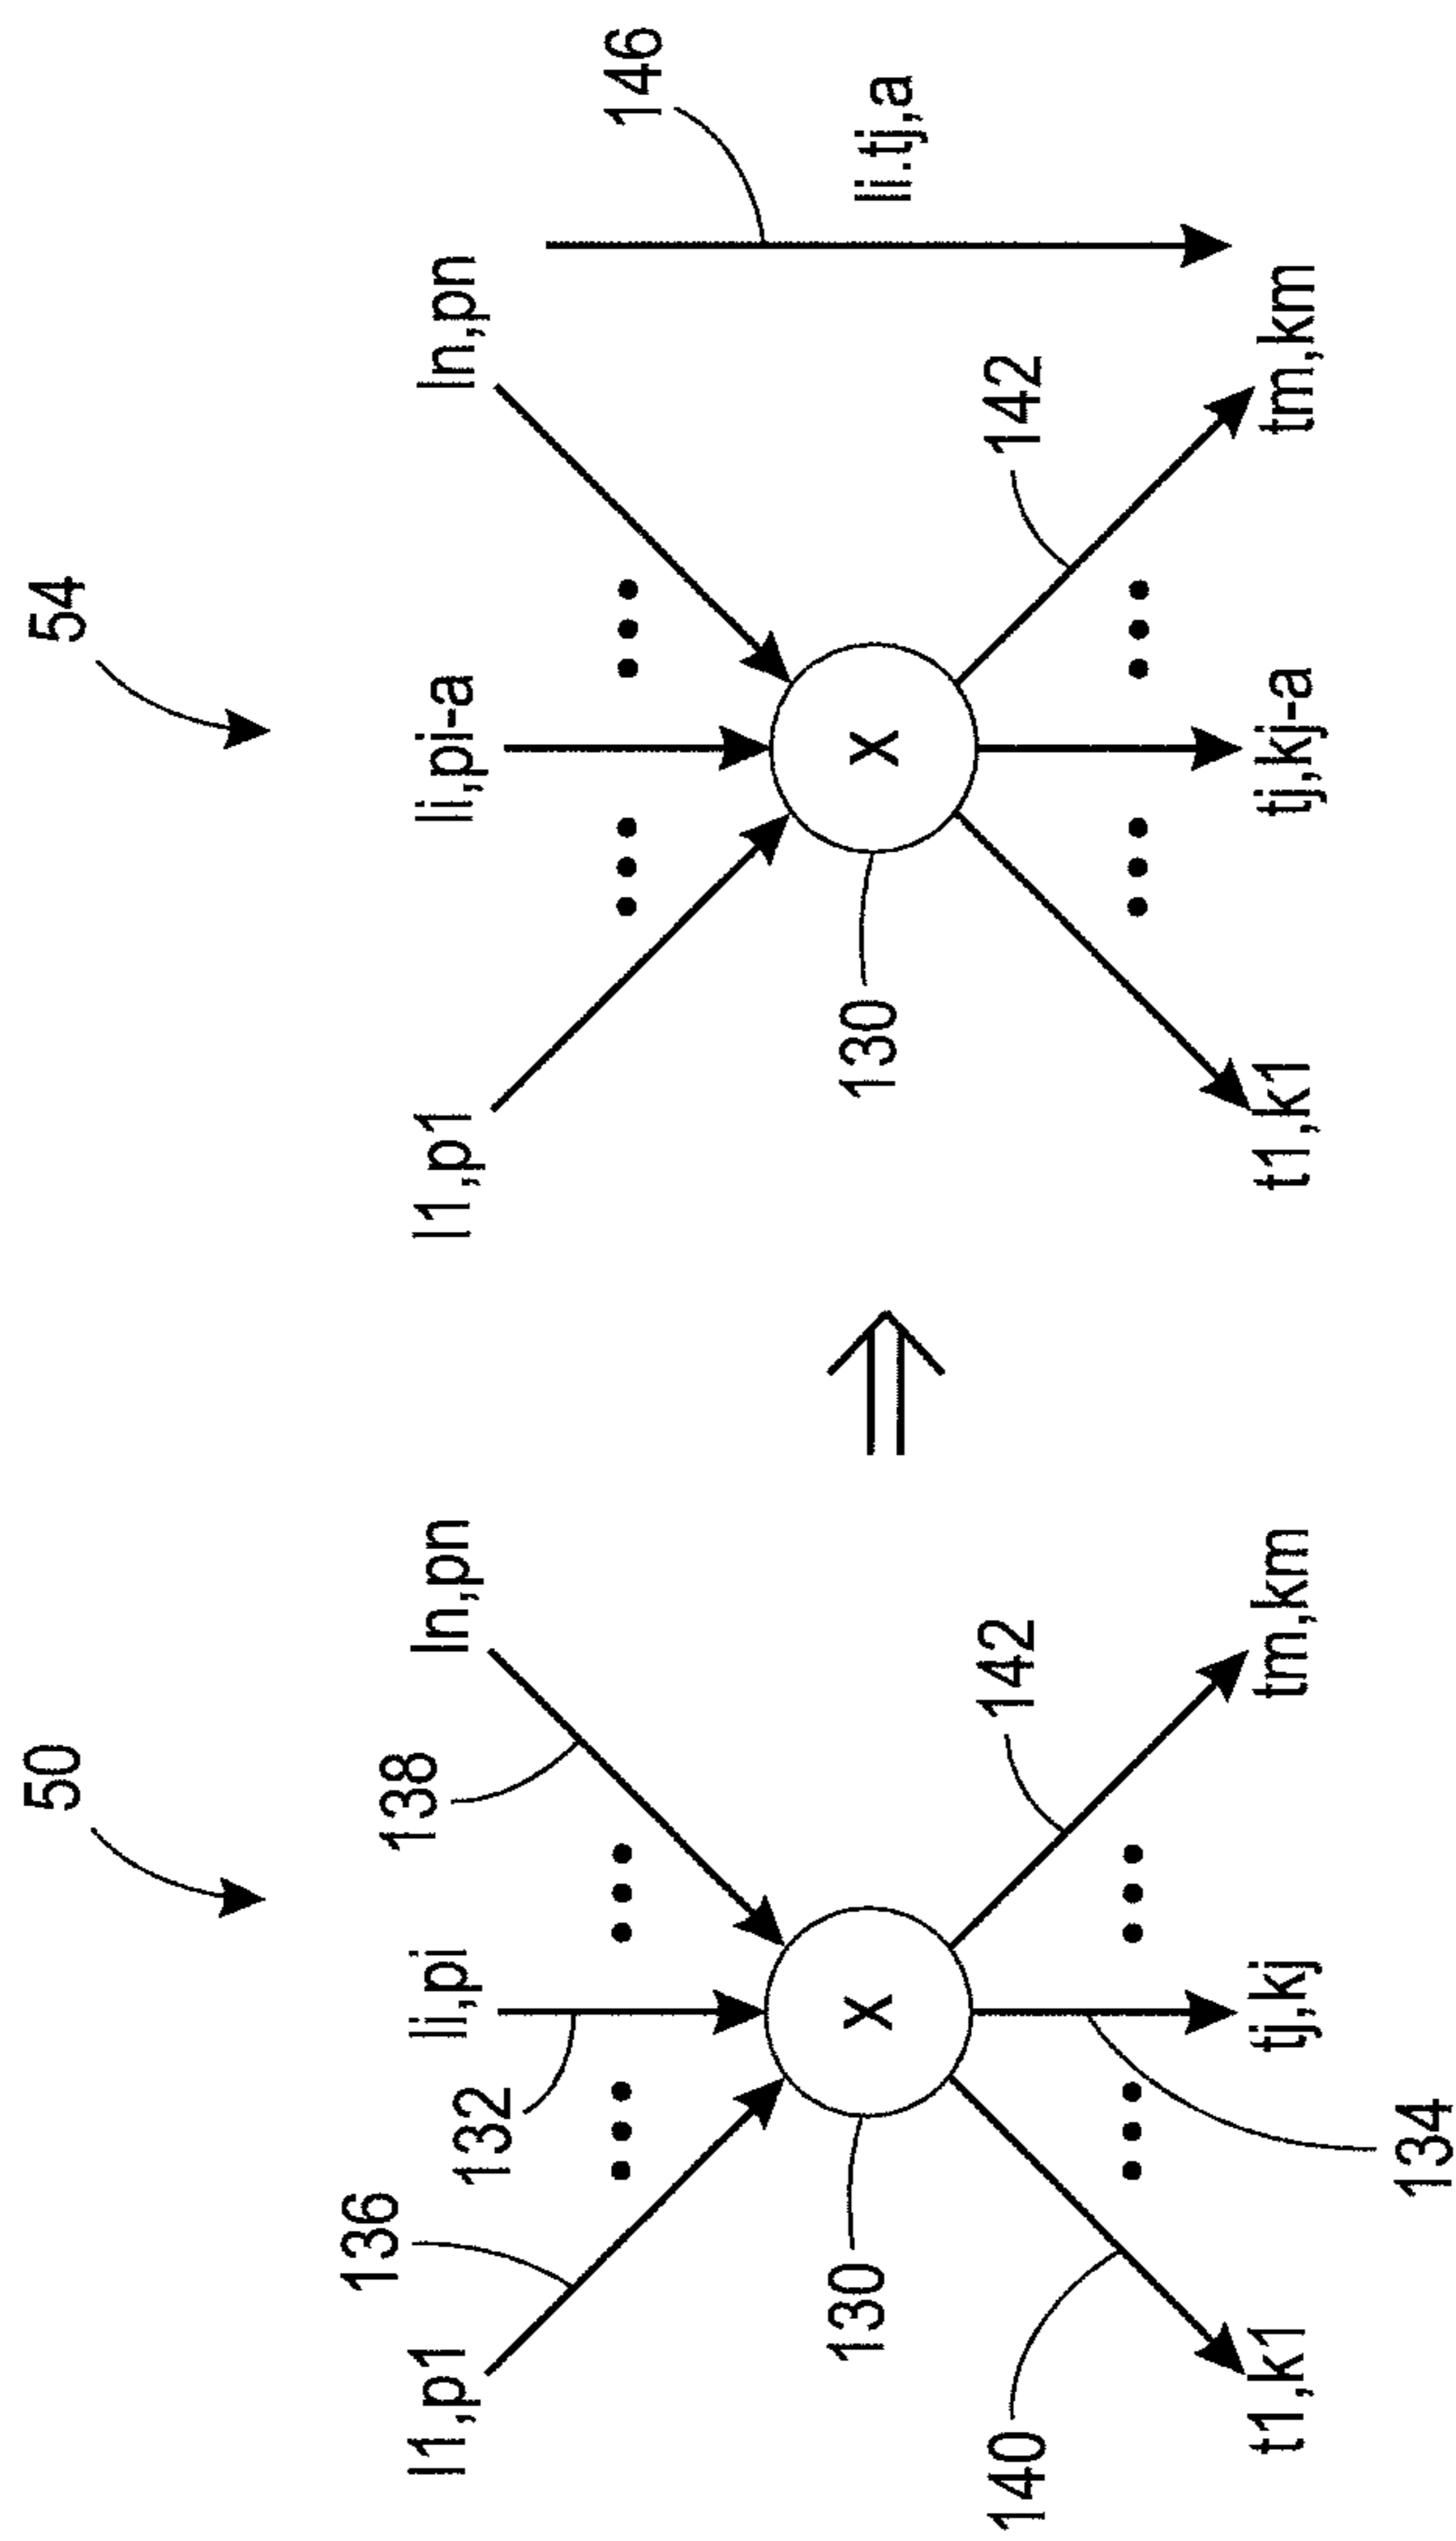 50
136
138
l1,p1
li,pi
ln,pn
132
130
x
142
140
t1,k1
tj,kj
tm,km
134
54
l1,p1
li,pi-a
ln,pn
146
130
x
li.tj,a
142
t1,k1
tj,kj-a
tm,km